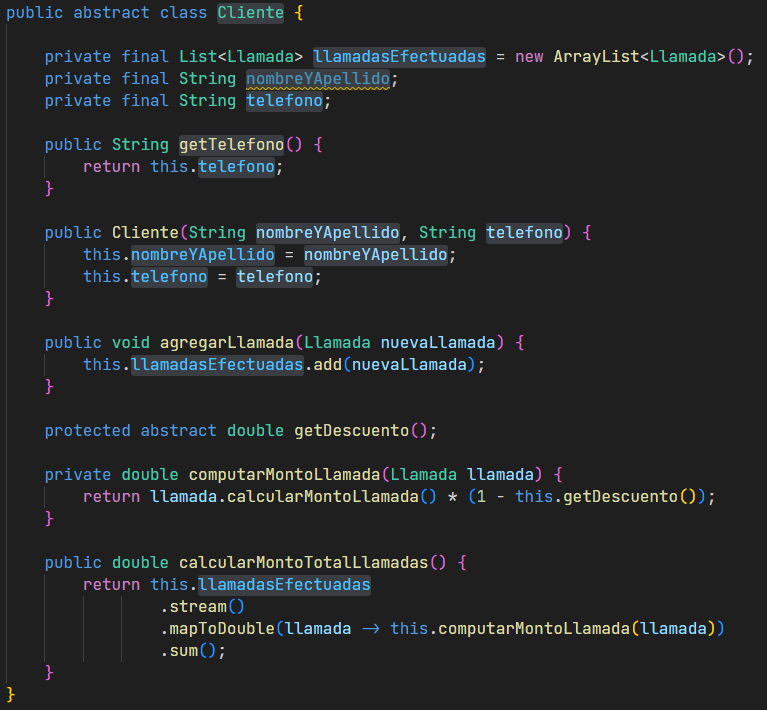 public abstract class Cliente {
private final List<Llamada> llamadasEfectuadas = new ArrayList<Llamada>();
private final String nombreYApellido;
private final String telefono;
public String getTelefono() {
return this.telefono;
}
public Cliente(String nombreYApellido, String telefono) {
this.nombreYApellido = nombreYApellido;
this.telefono = telefono;
}
public void agregarLlamada(Llamada nuevaLlamada) {
this.llamadasEfectuadas.add(nuevaLlamada);
}
protected abstract double getDescuento();
private double computarMontoLlamada(Llamada llamada) {
return llamada.calcularMontoLlamada() * (1 - this.getDescuento());
}
public double calcularMontoTotalLlamadas() {
return this.llamadasEfectuadas
.stream()
.mapToDouble(llamada -> this.computarMontoLlamada(llamada))
.sum();
}
}